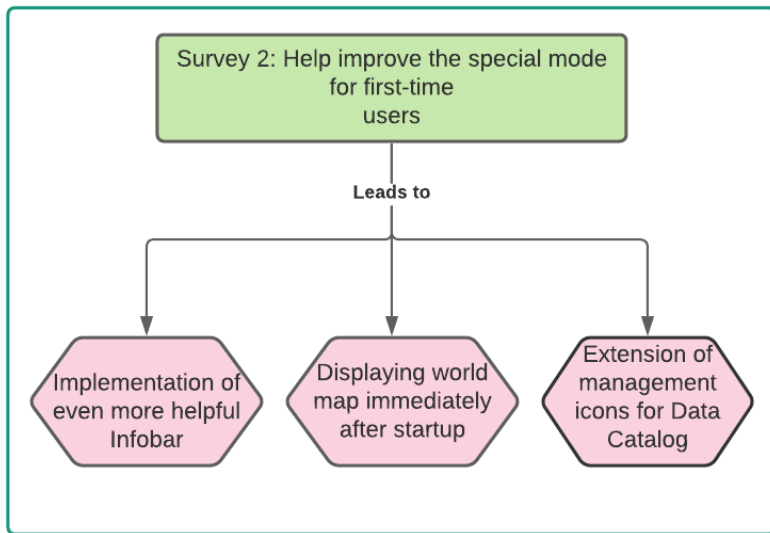 Survey 2: Help improve the special mode
for first-time
users
Leads to
Implementation of
even more helpful
Infobar
Displaying world
map immediately
after startup
Extension of
management
icons for Data
Catalog